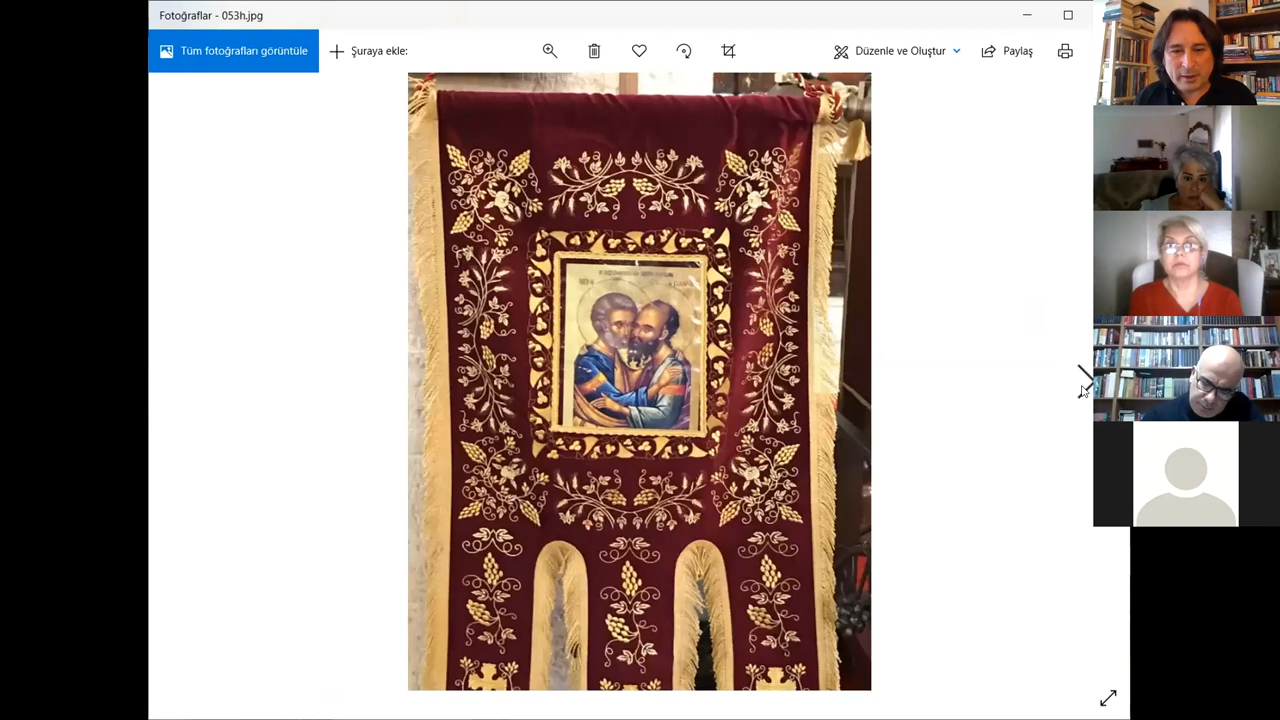 Fotoğraflar - 053h.jpg
Tüm fotoğrafları görüntüle
Şuraya ekle:
Düzenle ve Oluştur
Paylaş